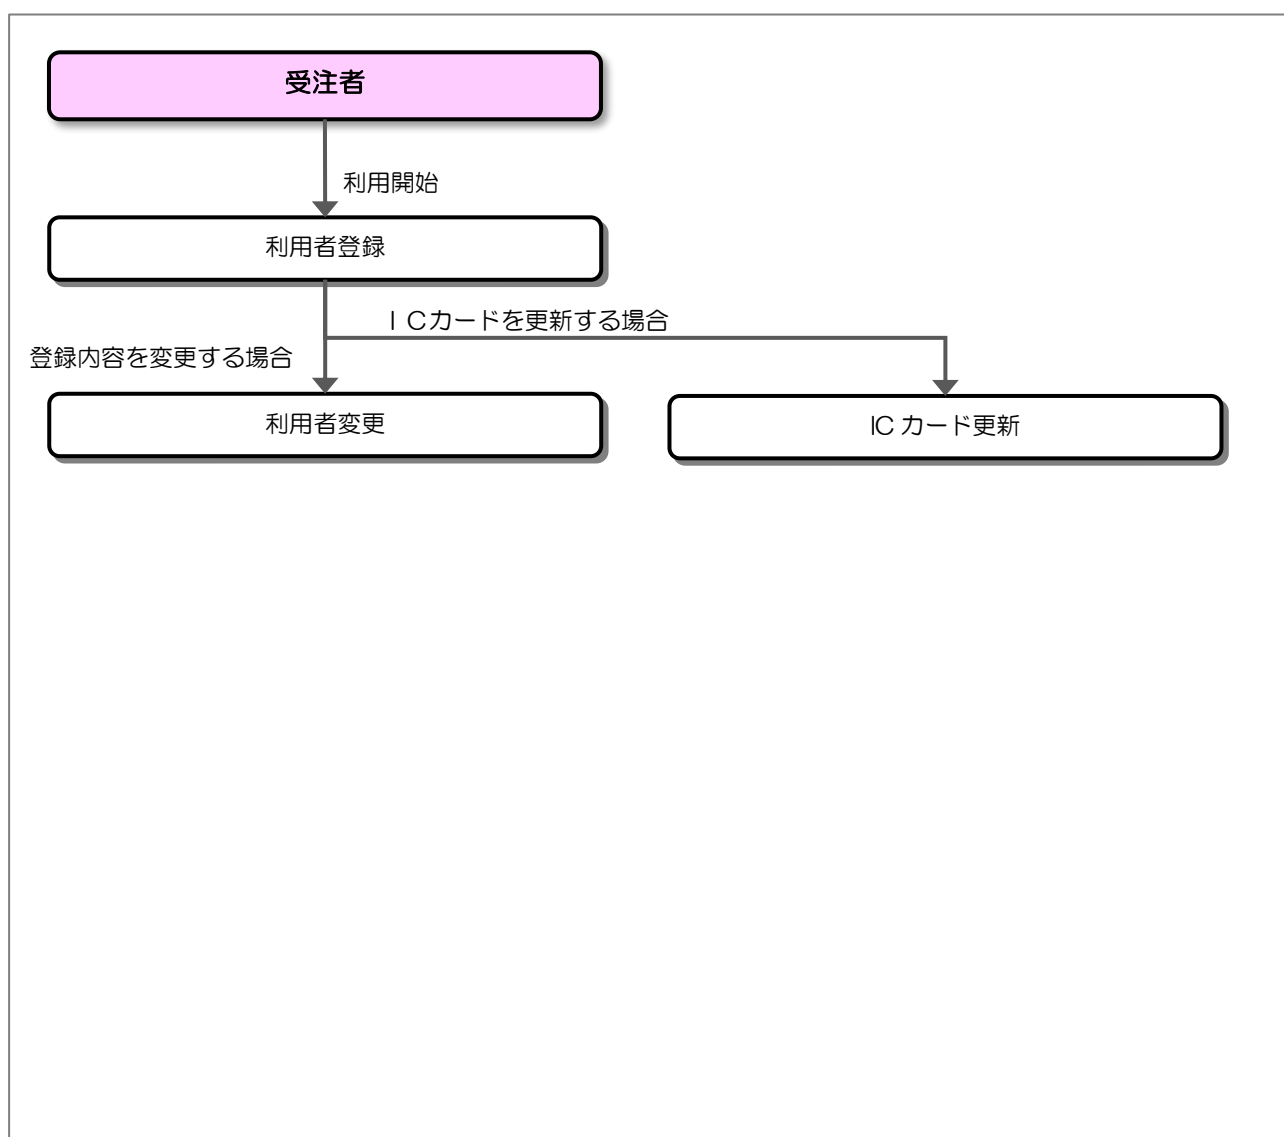 受注者
利用開始
利用者登録
ＩＣカードを更新する場合
登録内容を変更する場合
利用者変更
IC カード更新